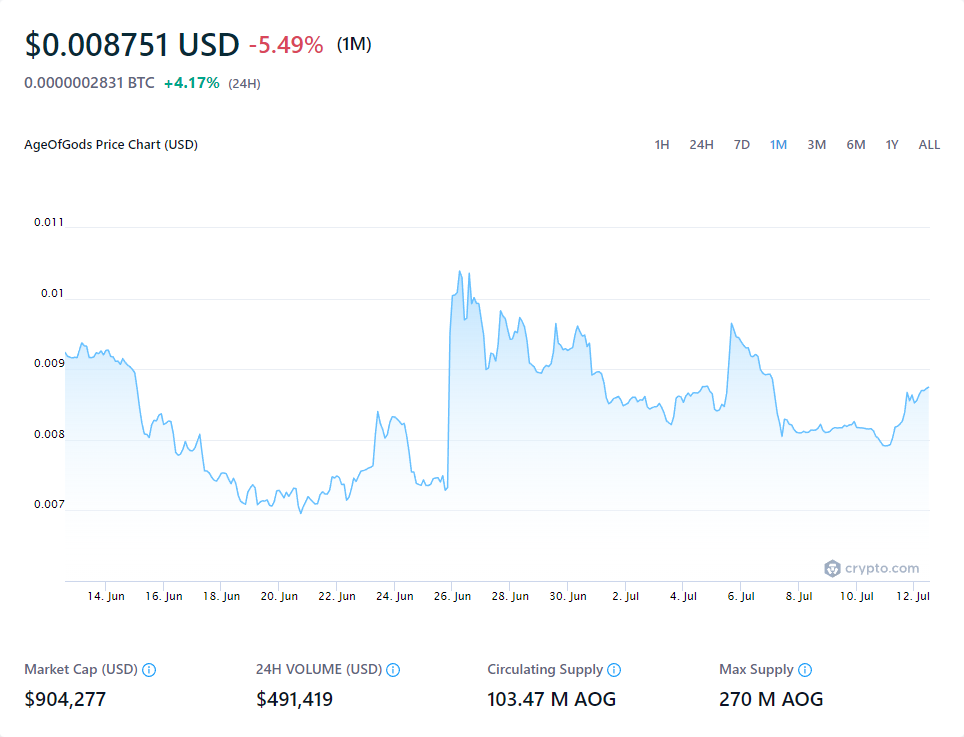 $0.008751 USD -5.49% (1M)
0.0000002831 BTC +4.17% (24H)
AgeOfGods Price Chart (USD) 1H 24H 7D 1M 3M 6M 1Y ALL
0.011
0.01
0.009
0.008
0.007
crypto.com
14. Jun 16. Jun 18. Jun 20. Jun 22. Jun 24. Jun 26. Jun 28. Jun 30. Jun 2. Jul 4. Jul 6. Jul 8. Jul 10. Jul 12. Jul
Market Cap (USD) 24H VOLUME (USD) Circulating Supply Max Supply
$904,277 $491,419 103.47 M AOG 270 M AOG